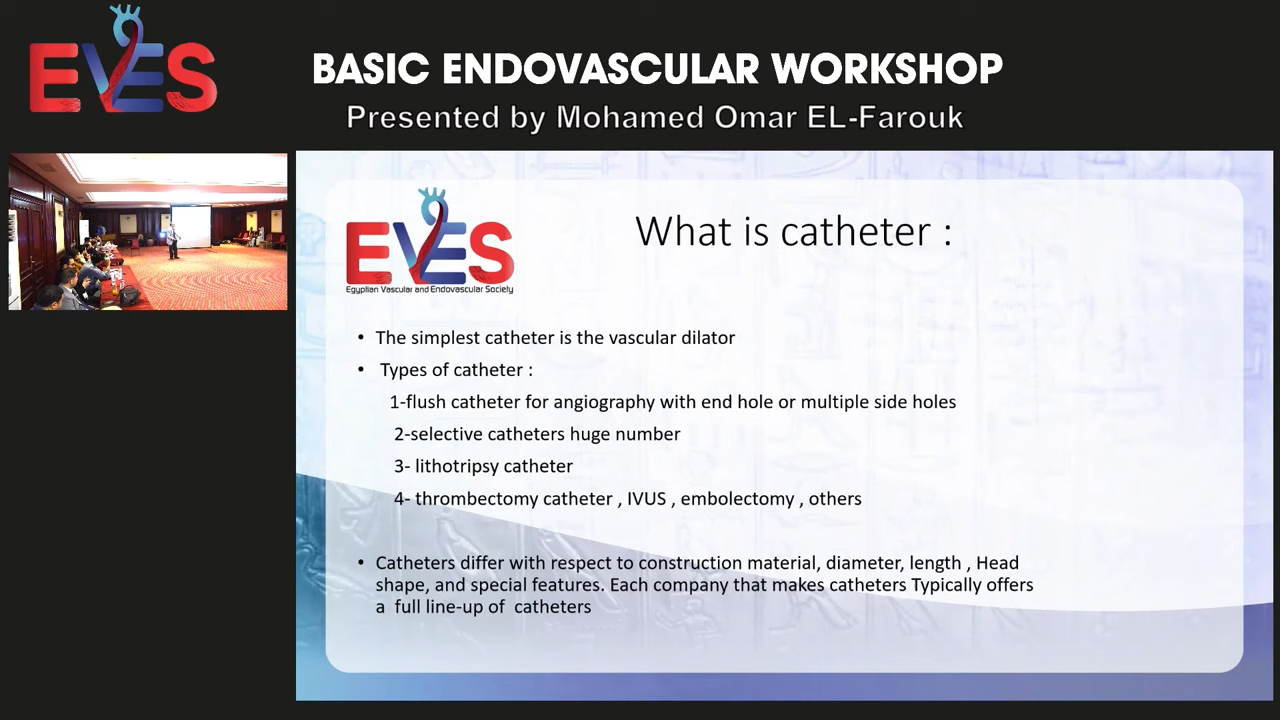 EVES
BASIC ENDOVASCULAR WORKSHOP
Presented by Mohamed Omar EL-Farouk
EVES
Egyptian Vascular and Endovascular Society
What is catheter :
• The simplest catheter is the vascular dilator
• Types of catheter :
1-flush catheter for angiography with end hole or multiple side holes
2-selective catheters huge number
3- lithotripsy catheter
4- thrombectomy catheter , IVUS , embolectomy , others
• Catheters differ with respect to construction material, diameter, length , Head
shape, and special features. Each company that makes catheters Typically offers
a full line-up of catheters